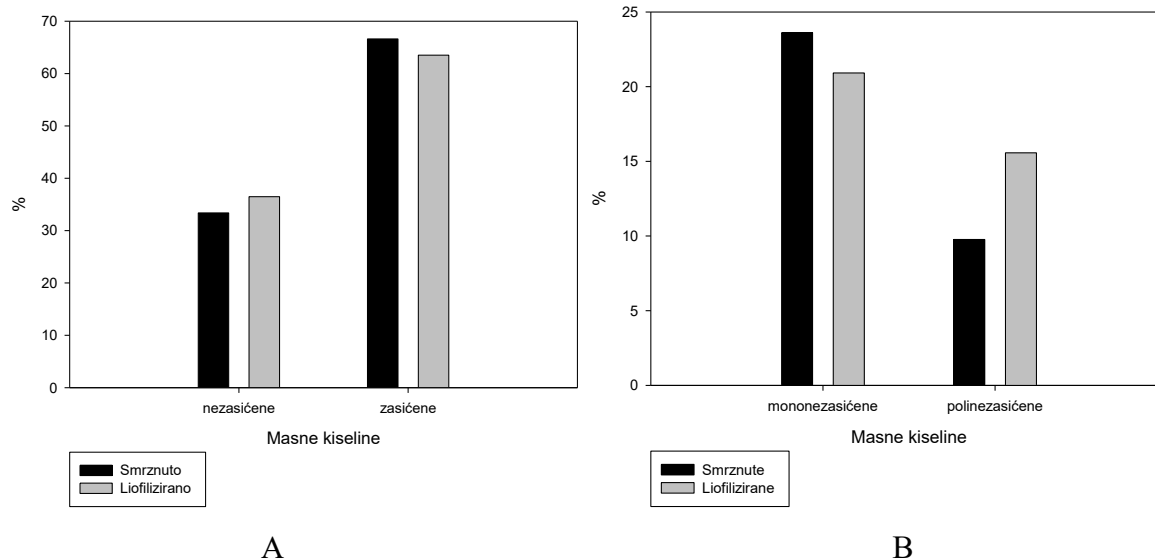 70
60
50
40
30
20
10
0
%
nezasićene
zasićene
Masne kiseline
Smrznuto
Liofilizirano
A
25
20
15
10
5
0
%
mononezasićene
polinezasićene
Masne kiseline
Smrznute
Liofilizirane
B